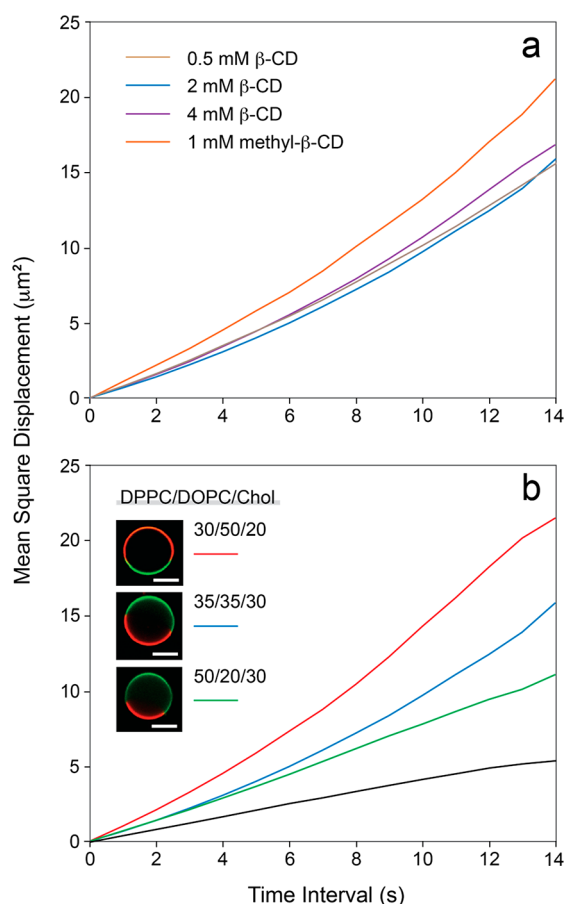 a
0.5 mM β-CD
2 mM β-CD
4 mM β-CD
1 mM methyl-β-CD
25
20
15
10
5
0
0 2 4 6 8 10 12 14
Mean Square Displacement (μm²)
b
DPPC/DOPC/Chol
30/50/20
35/35/30
50/20/30
25
20
15
10
5
0
0 2 4 6 8 10 12 14
Time Interval (s)